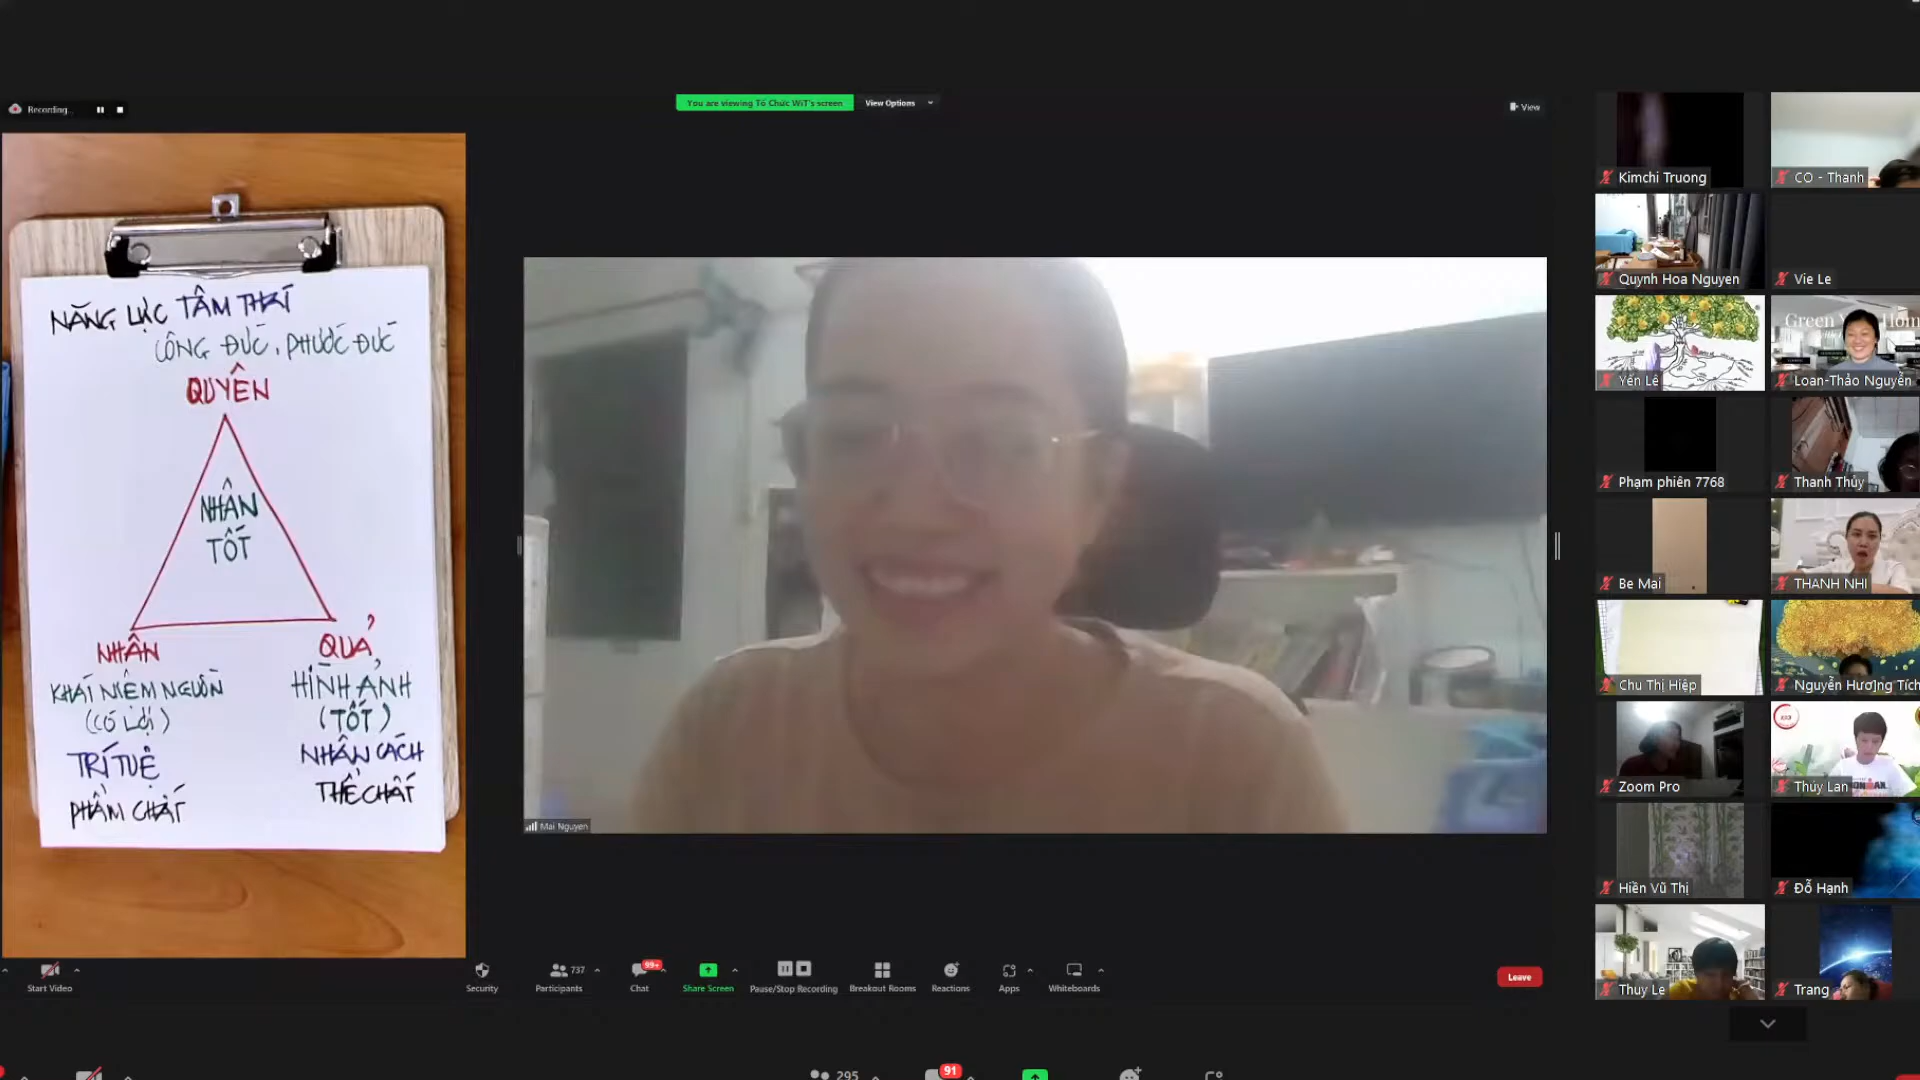 Recording...
You are viewing Tổ Chức WIT's screen
View Options
View
NĂNG LỰC TÂM THÁI
CÔNG ĐỨC, PHƯỚC ĐỨC
QUYÊN
NHÂN
TỐT
NHÂN
QUẢ
KHÁI NIỆM NGUỒN
(CÓ LỢI)
TRÍ TUỆ
PHẨM CHẤT
HÌNH ẢNH
(TỐT)
NHÂN CÁCH
THỂ CHẤT
Mai Nguyen
Kimchi Truong
CO - Thanh
Quynh Hoa Nguyen
Vie Le
Yến Lê
Loan-Thảo Nguyễn
Phạm phiên 7768
Thanh Thủy
Be Mai
THANH NHI
Chu Thị Hiệp
Nguyễn Hươ]ng Tích
Zoom Pro
Thúy Lan
Hiền Vũ Thị
Đỗ Hạnh
Thuy Le
Trang
Start Video
Security
Participants
737
Chat
99+
Share Screen
Pause/Stop Recording
Breakout Rooms
Reactions
Apps
Whiteboards
Leave
295
91